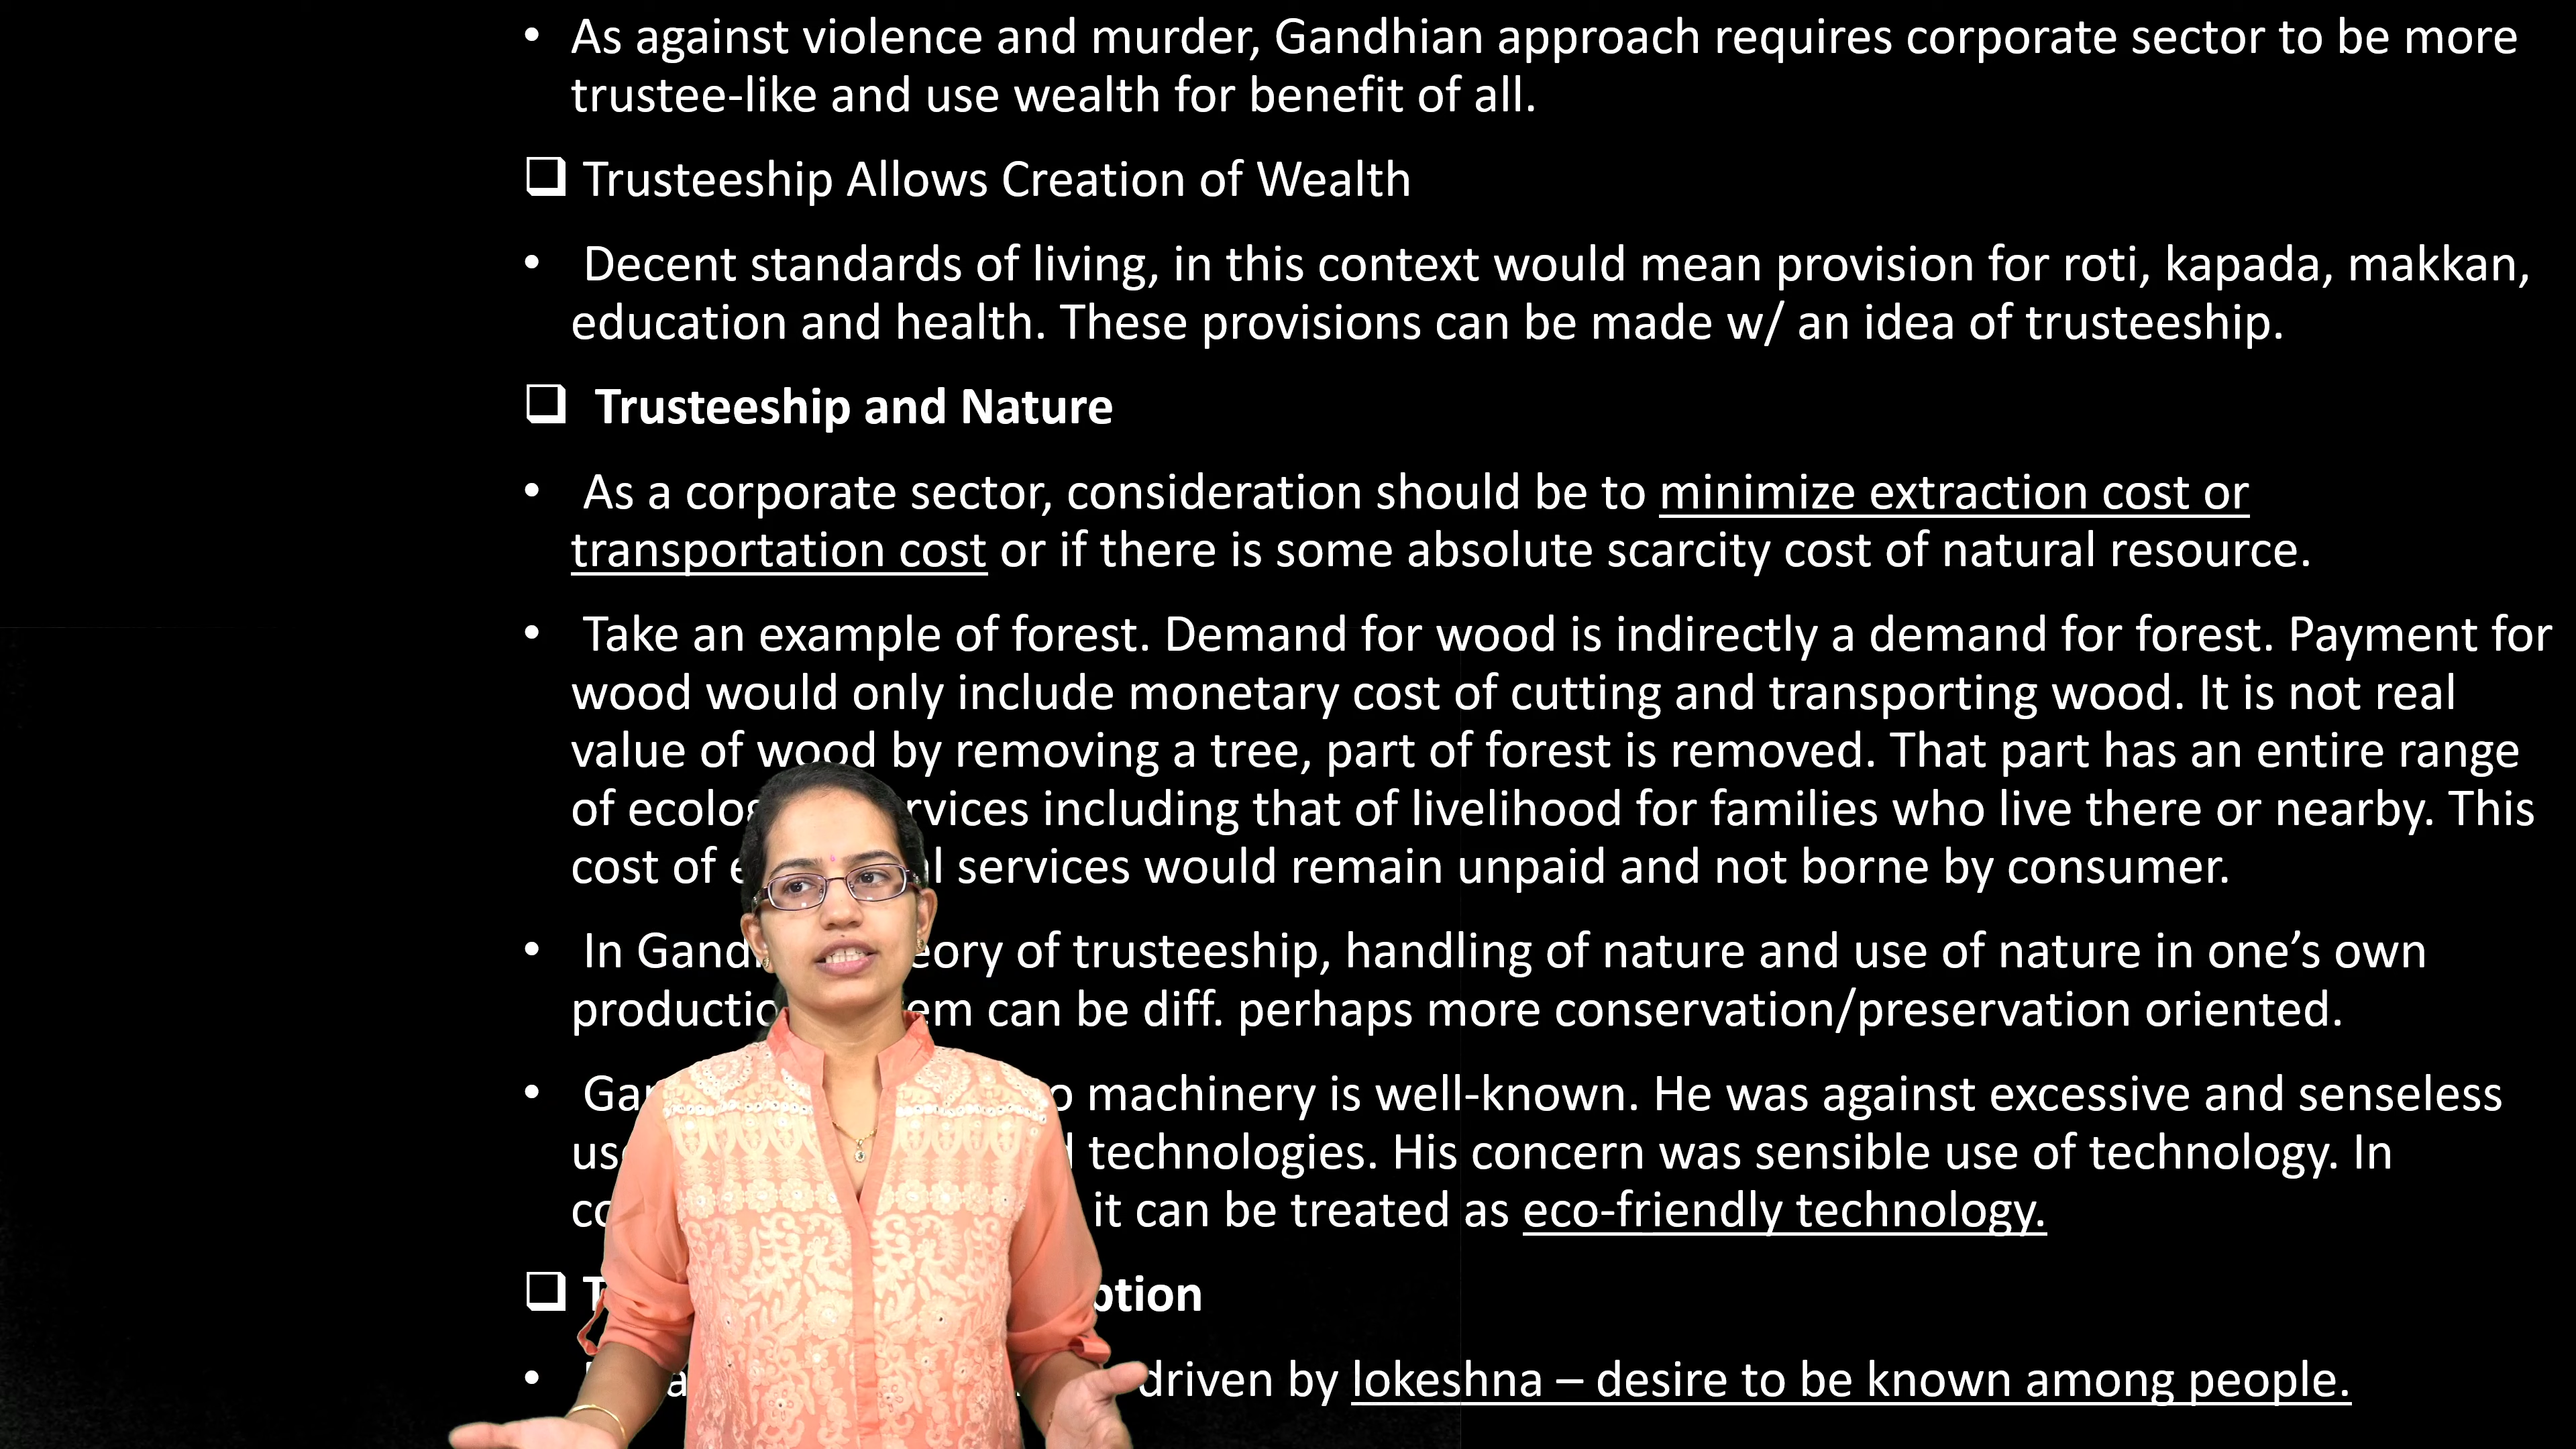 • As against violence and murder, Gandhian approach requires corporate sector to be more
trustee-like and use wealth for benefit of all.
❑ Trusteeship Allows Creation of Wealth
• Decent standards of living, in this context would mean provision for roti, kapada, makkan,
education and health. These provisions can be made w/ an idea of trusteeship.
❑ Trusteeship and Nature
• As a corporate sector, consideration should be to minimize extraction cost or
transportation cost or if there is some absolute scarcity cost of natural resource.
• Take an example of forest. Demand for wood is indirectly a demand for forest. Payment for
wood would only include monetary cost of cutting and transporting wood. It is not real
value of wood by removing a tree, part of forest is removed. That part has an entire range
of including that of livelihood for families who live there or nearby. This
cost of services would remain unpaid and not borne by consumer.
• In of trusteeship, handling of nature and use of nature in one's own
can be diff. perhaps more conservation/preservation oriented.
• machinery is well-known. He was against excessive and senseless
technologies. His concern was sensible use of technology. In
it can be treated as eco-friendly technology.
❑
• driven by lokeshna – desire to be known among people.